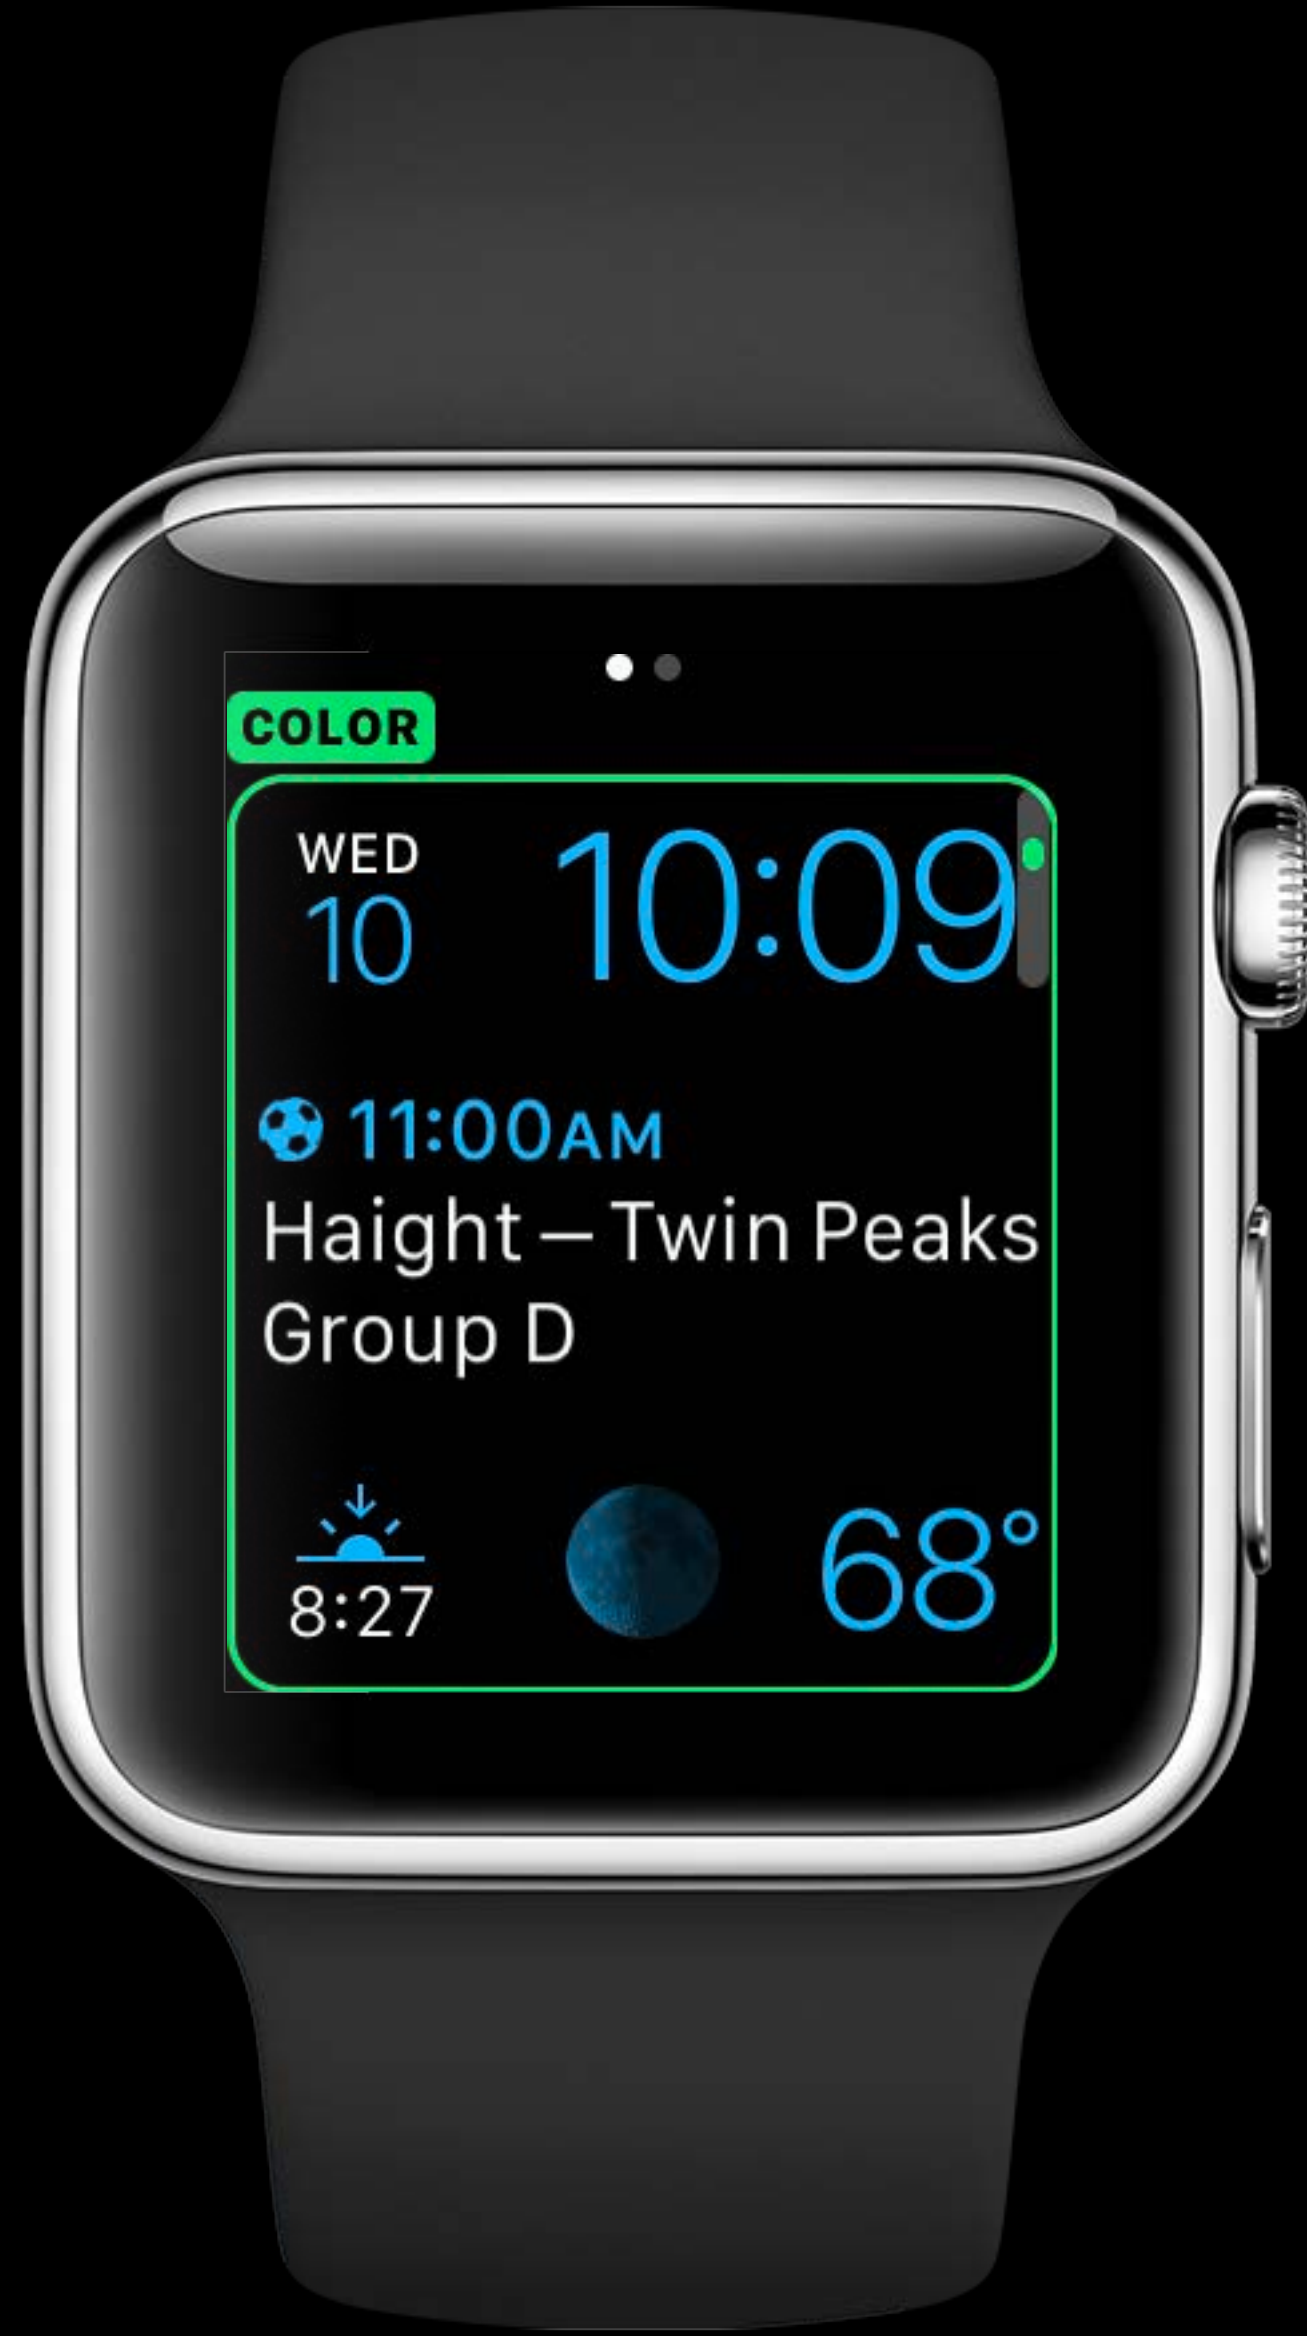 COLOR
WED
10
10:09
11:00AM
Haight – Twin Peaks
Group D
8:27
68°